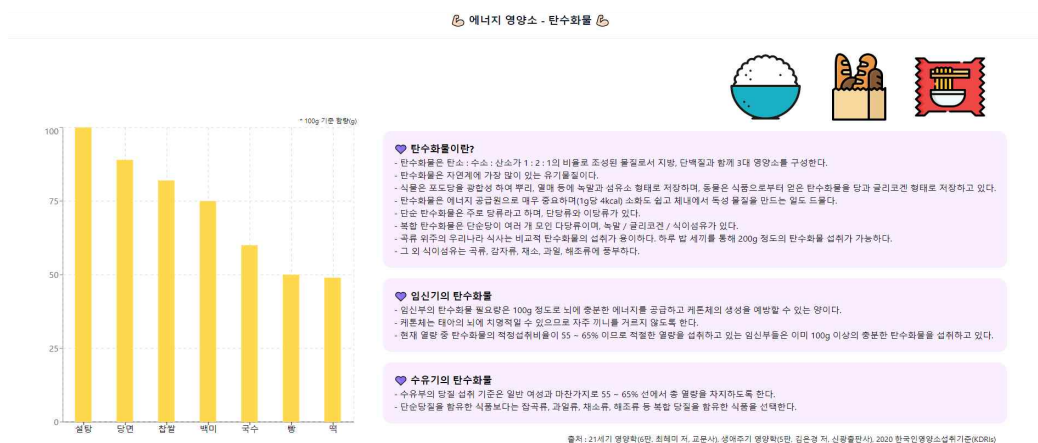 에너지 영양소 - 탄수화물
* 100g 기준 함량(g)
100
75
50
25
0
설탕 당면 찹쌀 백미 국수 빵 떡
탄수화물이란?
- 탄수화물은 탄소 : 수소 : 산소가 1 : 2 : 1의 비율로 조성된 물질로서 지방, 단백질과 함께 3대 영양소를 구성한다.
- 탄수화물은 자연계에 가장 많이 있는 유기물질이다.
- 식물은 포도당을 광합성 하여 뿌리, 열매 등에 녹말과 섬유소 형태로 저장하며, 동물은 식품으로부터 얻은 탄수화물을 당과 글리코겐 형태로 저장하고 있다.
- 탄수화물은 에너지 공급원으로 매우 중요하며(1g당 4kcal) 소화도 쉽고 체내에서 독성 물질을 만드는 일도 드물다.
- 단순 탄수화물은 주로 당류라고 하며, 단당류와 이당류가 있다.
- 복합 탄수화물은 단순당이 여러 개 모인 다당류이며, 녹말 / 글리코겐 / 식이섬유가 있다.
- 곡류 위주의 우리나라 식사는 비교적 탄수화물의 섭취가 용이하다. 하루 밥 세끼를 통해 200g 정도의 탄수화물 섭취가 가능하다.
- 그 외 식이섬유는 곡류, 감자류, 채소, 과일, 해조류에 풍부하다.
임신기의 탄수화물
- 임신부의 탄수화물 필요량은 100g 정도로 뇌에 충분한 에너지를 공급하고 케톤체의 생성을 예방할 수 있는 양이다.
- 케톤체는 태아의 뇌에 치명적일 수 있으므로 자주 끼니를 거르지 않도록 한다.
- 현재 열량 중 탄수화물의 적정섭취비율이 55 ~ 65% 이므로 적절한 열량을 섭취하고 있는 임신부들은 이미 100g 이상의 충분한 탄수화물을 섭취하고 있다.
수유기의 탄수화물
- 수유부의 당질 섭취 기준은 일반 여성과 마찬가지로 55 ~ 65% 선에서 총 열량을 차지하도록 한다.
- 단순당질을 함유한 식품보다는 잡곡류, 과일류, 채소류, 해조류 등 복합 당질을 함유한 식품을 선택한다.
출처 : 21세기 영양학(6판, 최혜미 저, 교문사), 생애주기 영양학(5판, 김은경 저, 신광출판사), 2020 한국인영양소섭취기준(KDRIs)